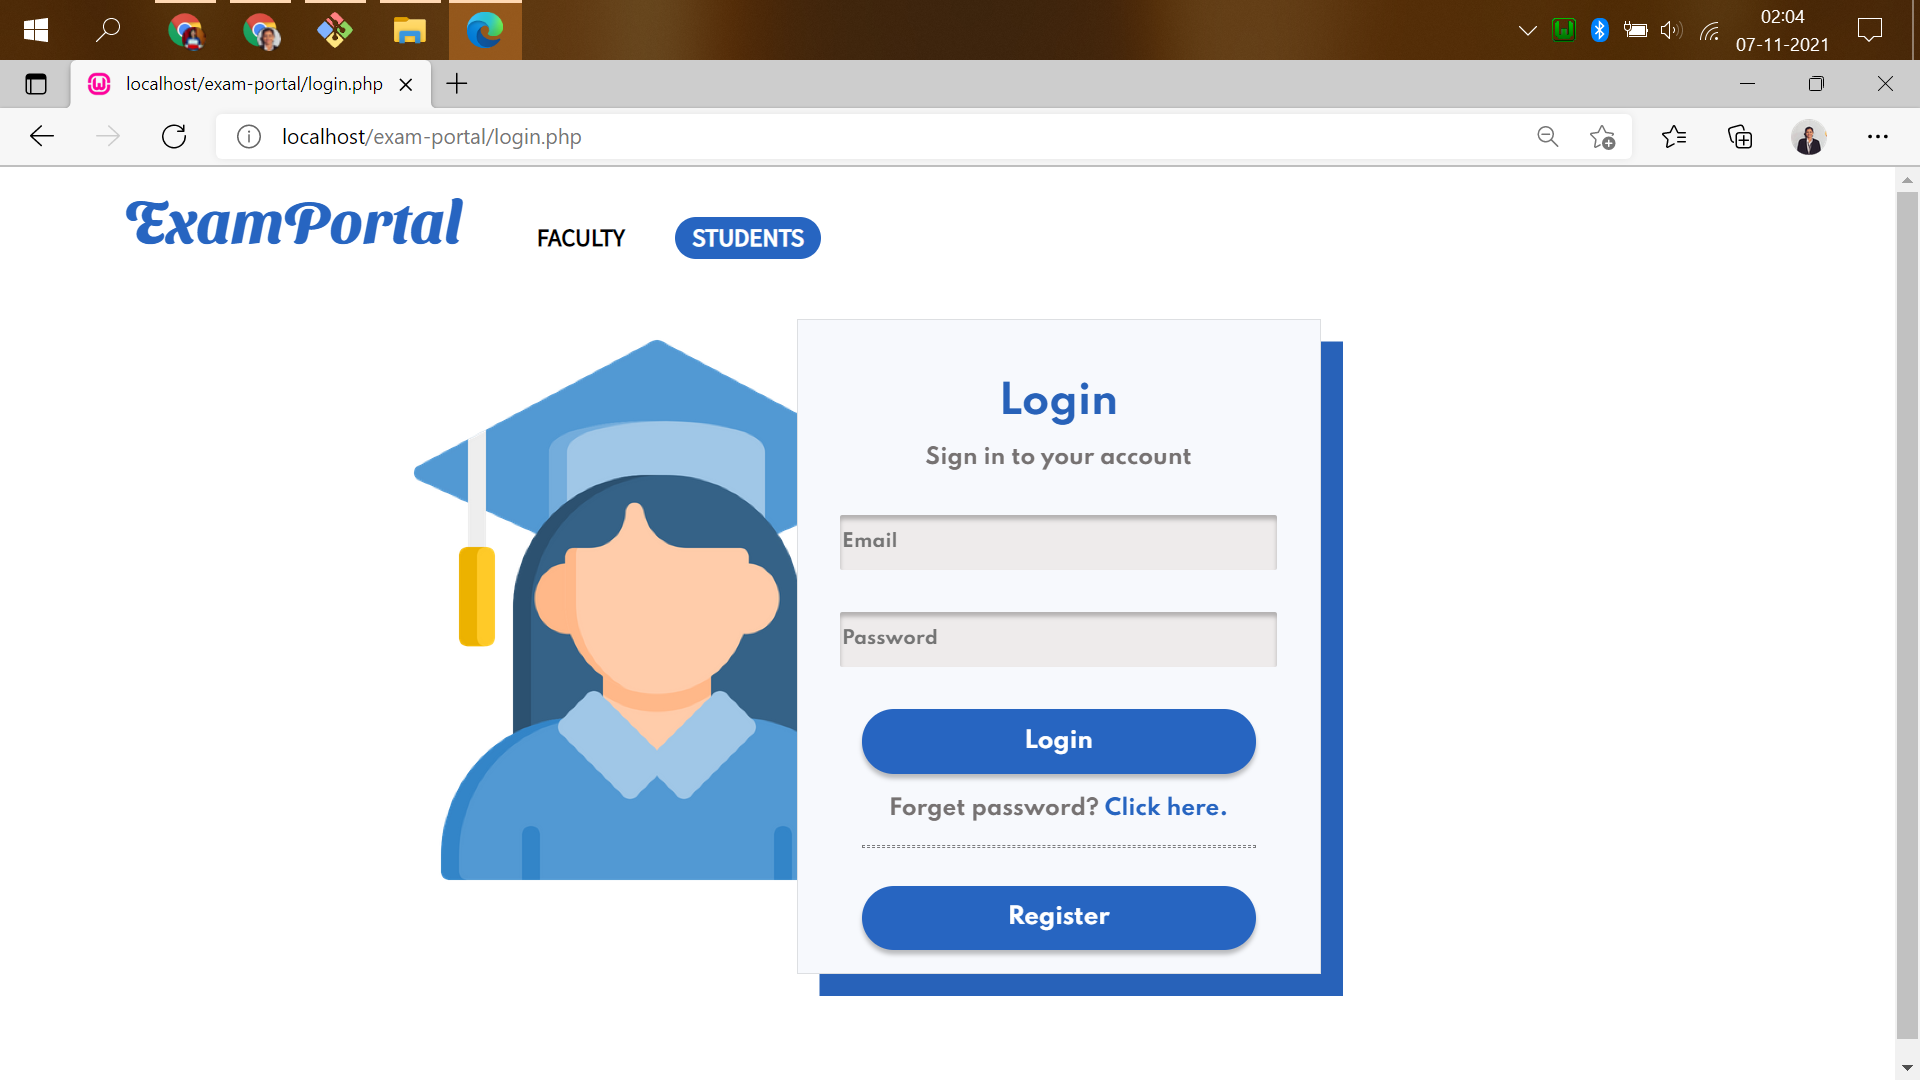 02:04
07-11-2021
localhost/exam-portal/login.php
localhost/exam-portal/login.php
ExamPortal
FACULTY
STUDENTS
Login
Sign in to your account
Email
Password
Login
Forget password? Click here.
Register